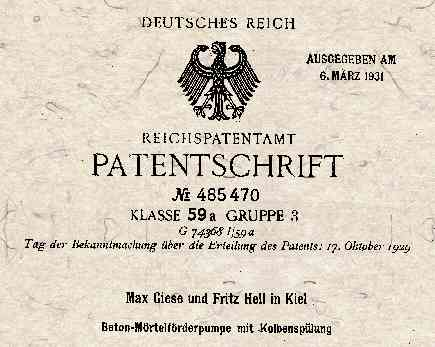 DEUTSCHES REICH
AUSGEGEBEN AM
6. MÄRZ 1931
REICHSPATENTAMT
PATENTSCHRIFT
№ 485470
KLASSE 59a GRUPPE 3
G 74368 I/59a
Tag der Bekanntmachung über die Erteilung des Patents: 17. Oktober 1929
Max Giese und Fritz Hell in Kiel
Beton-Mörtelförderpumpe mit Kolbenspülung